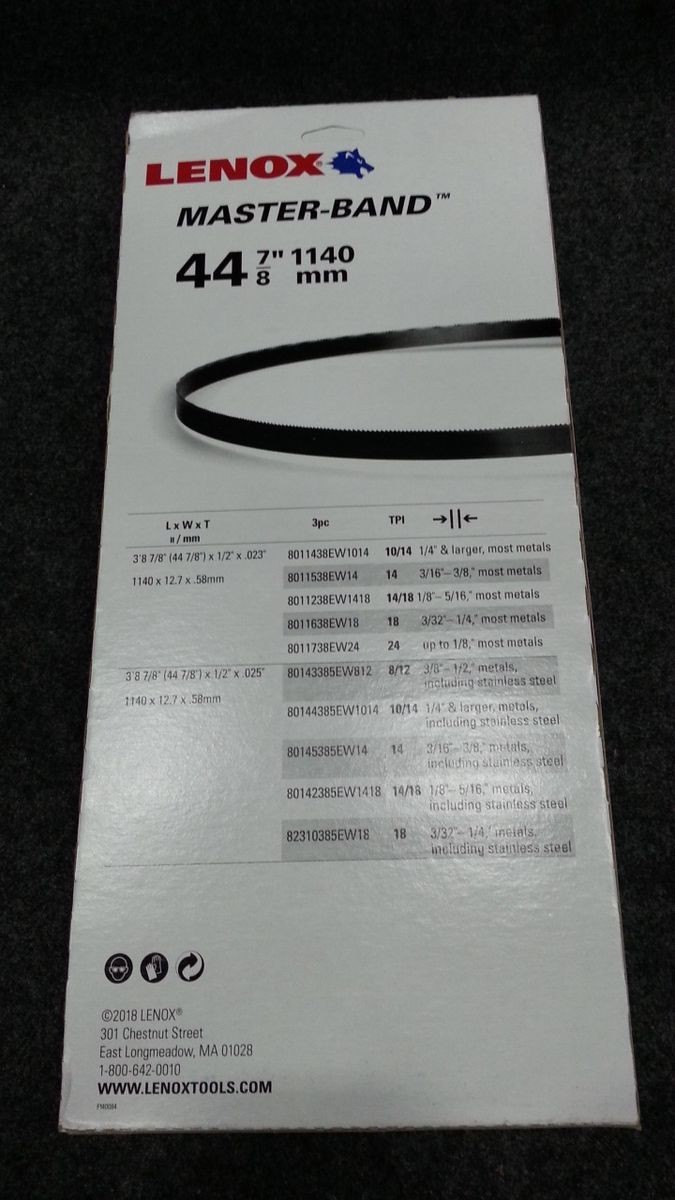 LENOX®
MASTER-BAND™
44 7/8" 1140 mm
L x W x T 3pc TPI →||←
" / mm
3'8 7/8" (44 7/8") x 1/2" x .023" 8011438EW1014 10/14 1/4" & larger, most metals
1140 x 12.7 x .58mm 8011538EW14 14 3/16"– 3/8," most metals
8011238EW1418 14/18 1/8"– 5/16," most metals
8011638EW18 18 3/32"– 1/4," most metals
8011738EW24 24 up to 1/8," most metals
3'8 7/8" (44 7/8") x 1/2" x .025" 80143385EW812 8/12 3/8"– 1/2," metals,
including stainless steel
1140 x 12.7 x .58mm 80144385EW1014 10/14 1/4" & larger, metals,
including stainless steel
80145385EW14 14 3/16"– 3/8," metals,
including stainless steel
80142385EW1418 14/18 1/8"– 5/16," metals,
including stainless steel
82310385EW18 18 3/32"– 1/4," metals,
including stainless steel
©2018 LENOX®
301 Chestnut Street
East Longmeadow, MA 01028
1-800-642-0010
WWW.LENOXTOOLS.COM